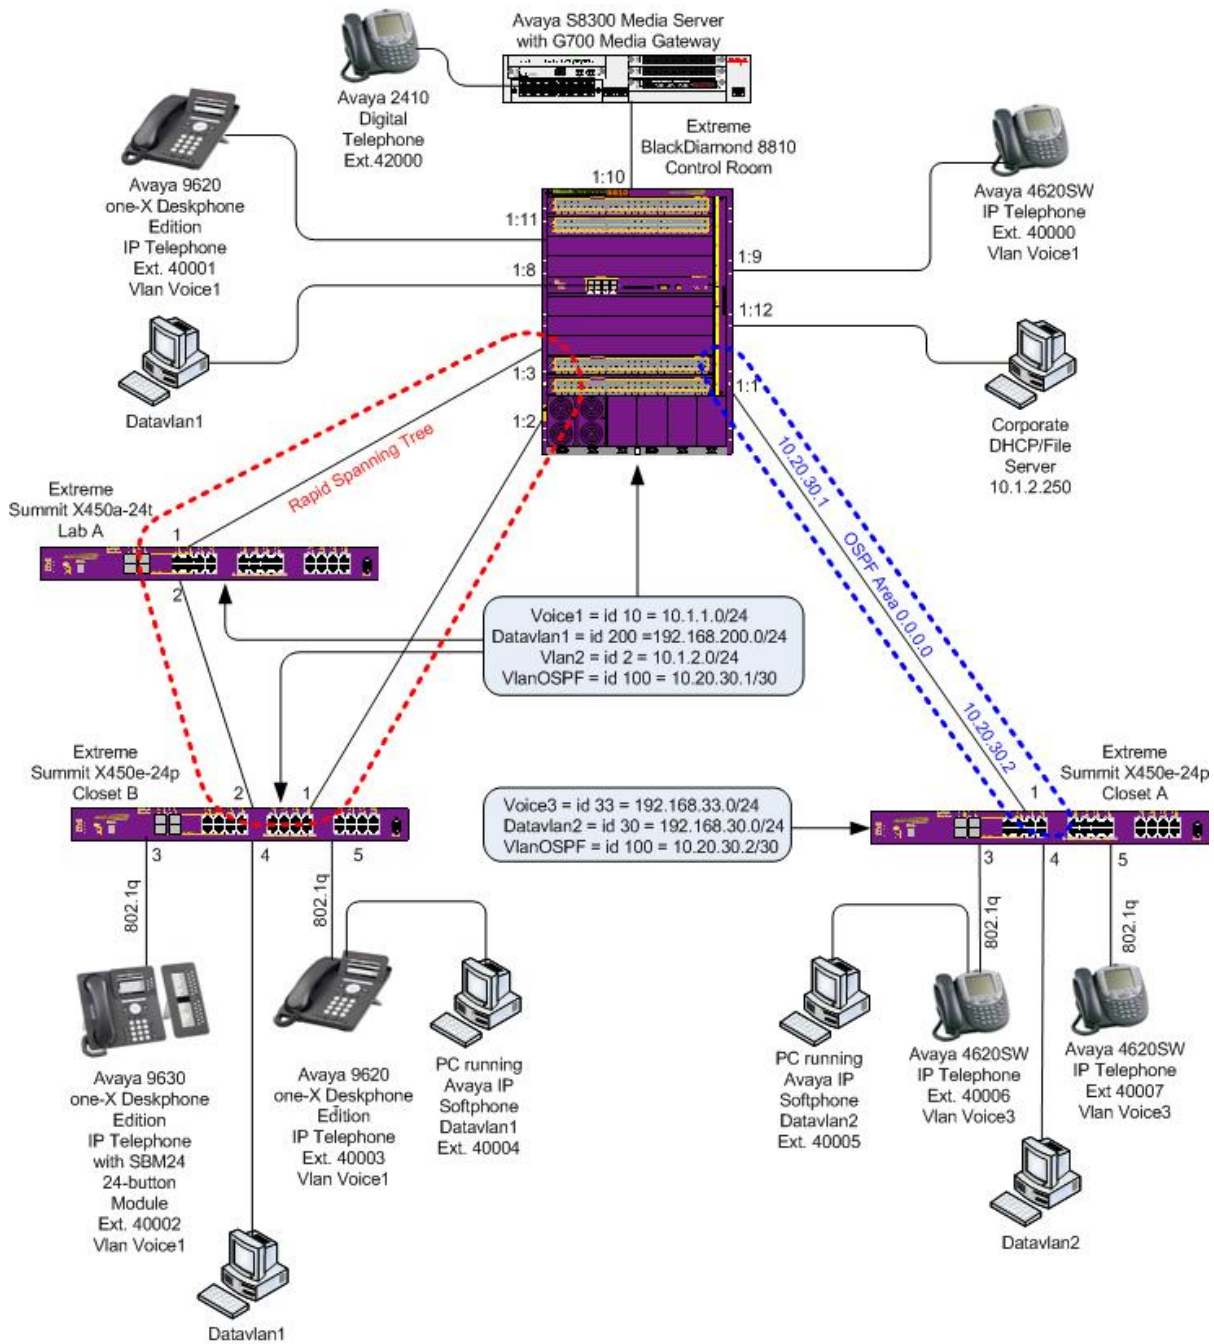 Avaya S8300 Media Server
with G700 Media Gateway
Avaya 2410
Digital
Telephone
Ext.42000
Extreme
BlackDiamond 8810
Control Room
Avaya 9620
one-X Deskphone
Edition
IP Telephone
Ext. 40001
Vlan Voice1
Avaya 4620SW
IP Telephone
Ext. 40000
Vlan Voice1
1:10
1:11
1:8
1:9
1:12
1:3
1:2
1:1
Datavlan1
Corporate
DHCP/File
Server
10.1.2.250
Rapid Spanning Tree
10.20.30.1
OSPF Area 0.0.0.0
10.20.30.2
Extreme
Summit X450a-24t
Lab A
1
2
Voice1 = id 10 = 10.1.1.0/24
Datavlan1 = id 200 =192.168.200.0/24
Vlan2 = id 2 = 10.1.2.0/24
VlanOSPF = id 100 = 10.20.30.1/30
Extreme
Summit X450e-24p
Closet B
2
1
3
4
5
Voice3 = id 33 = 192.168.33.0/24
Datavlan2 = id 30 = 192.168.30.0/24
VlanOSPF = id 100 = 10.20.30.2/30
Extreme
Summit X450e-24p
Closet A
1
3
4
5
802.1q
802.1q
802.1q
802.1q
Avaya 9630
one-X Deskphone
Edition
IP Telephone
with SBM24
24-button
Module
Ext. 40002
Vlan Voice1
Avaya 9620
one-X Deskphone
Edition
IP Telephone
Ext. 40003
Vlan Voice1
PC running
Avaya IP
Softphone
Datavlan1
Ext. 40004
PC running
Avaya IP
Softphone
Datavlan2
Ext. 40005
Avaya 4620SW
IP Telephone
Ext. 40006
Vlan Voice3
Avaya 4620SW
IP Telephone
Ext 40007
Vlan Voice3
Datavlan1
Datavlan2